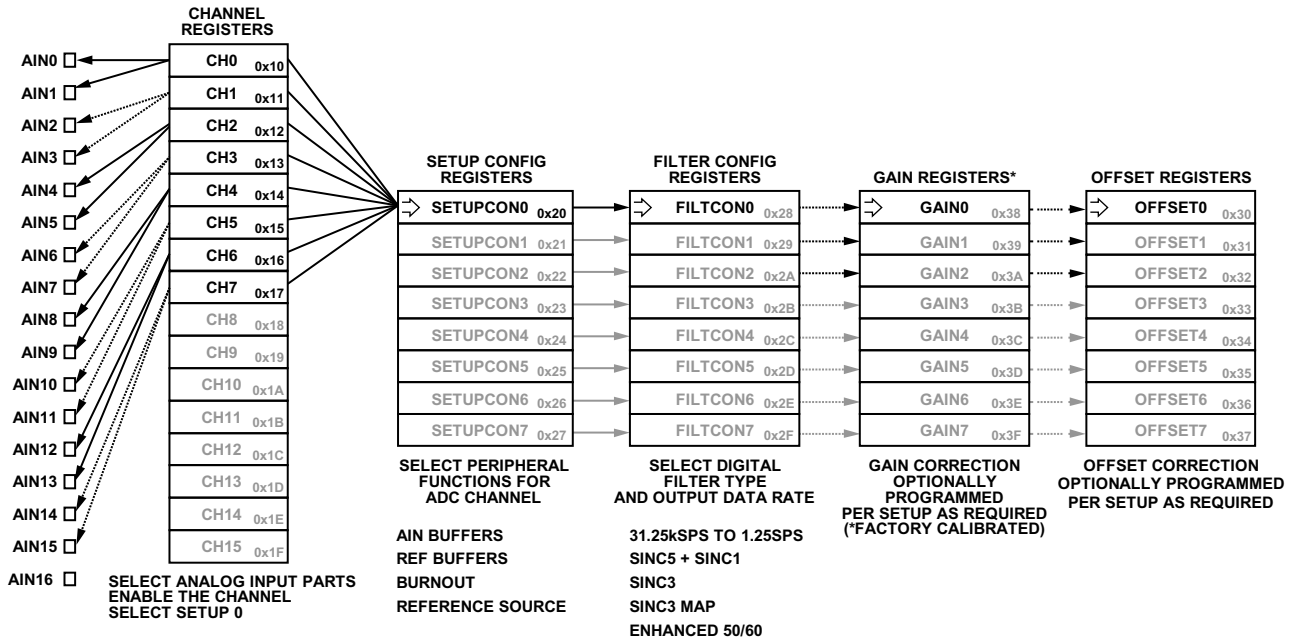 CHANNEL
REGISTERS
AIN0
AIN1
AIN2
AIN3
AIN4
AIN5
AIN6
AIN7
AIN8
AIN9
AIN10
AIN11
AIN12
AIN13
AIN14
AIN15
AIN16
CH0 0x10
CH1 0x11
CH2 0x12
CH3 0x13
CH4 0x14
CH5 0x15
CH6 0x16
CH7 0x17
CH8 0x18
CH9 0x19
CH10 0x1A
CH11 0x1B
CH12 0x1C
CH13 0x1D
CH14 0x1E
CH15 0x1F
SELECT ANALOG INPUT PARTS
ENABLE THE CHANNEL
SELECT SETUP 0
SETUP CONFIG
REGISTERS
SETUPCON0 0x20
SETUPCON1 0x21
SETUPCON2 0x22
SETUPCON3 0x23
SETUPCON4 0x24
SETUPCON5 0x25
SETUPCON6 0x26
SETUPCON7 0x27
SELECT PERIPHERAL
FUNCTIONS FOR
ADC CHANNEL
AIN BUFFERS
REF BUFFERS
BURNOUT
REFERENCE SOURCE
FILTER CONFIG
REGISTERS
FILTCON0 0x28
FILTCON1 0x29
FILTCON2 0x2A
FILTCON3 0x2B
FILTCON4 0x2C
FILTCON5 0x2D
FILTCON6 0x2E
FILTCON7 0x2F
SELECT DIGITAL
FILTER TYPE
AND OUTPUT DATA RATE
31.25kSPS TO 1.25SPS
SINC5 + SINC1
SINC3
SINC3 MAP
ENHANCED 50/60
GAIN REGISTERS*
GAIN0 0x38
GAIN1 0x39
GAIN2 0x3A
GAIN3 0x3B
GAIN4 0x3C
GAIN5 0x3D
GAIN6 0x3E
GAIN7 0x3F
GAIN CORRECTION
OPTIONALLY
PROGRAMMED
PER SETUP AS REQUIRED
(*FACTORY CALIBRATED)
OFFSET REGISTERS
OFFSET0 0x30
OFFSET1 0x31
OFFSET2 0x32
OFFSET3 0x33
OFFSET4 0x34
OFFSET5 0x35
OFFSET6 0x36
OFFSET7 0x37
OFFSET CORRECTION
OPTIONALLY PROGRAMMED
PER SETUP AS REQUIRED